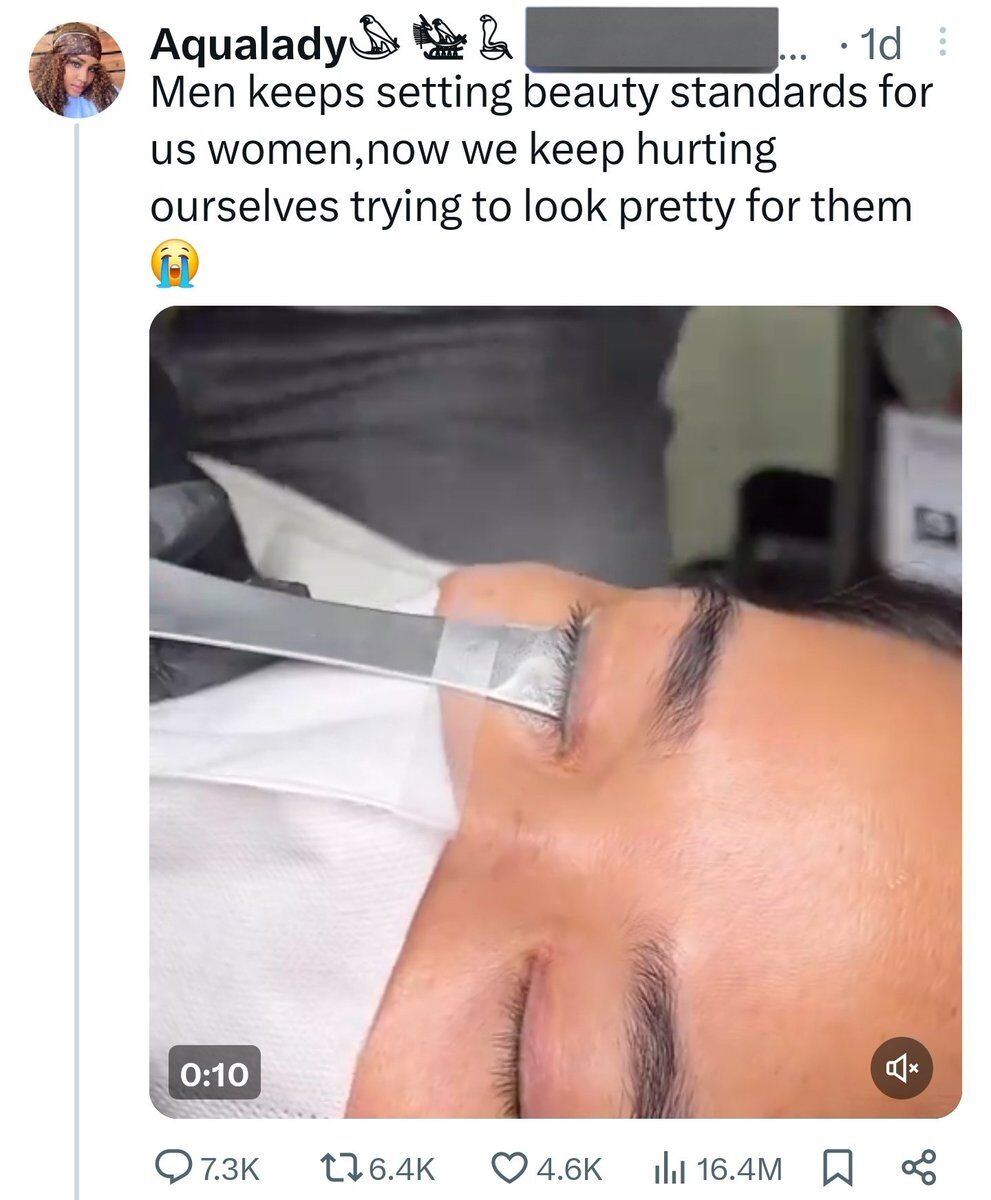 Aqualady𓅂 𓅖 𓆙 ... · 1d
Men keeps setting beauty standards for
us women,now we keep hurting
ourselves trying to look pretty for them
😭
0:10
7.3K 6.4K 4.6K 16.4M